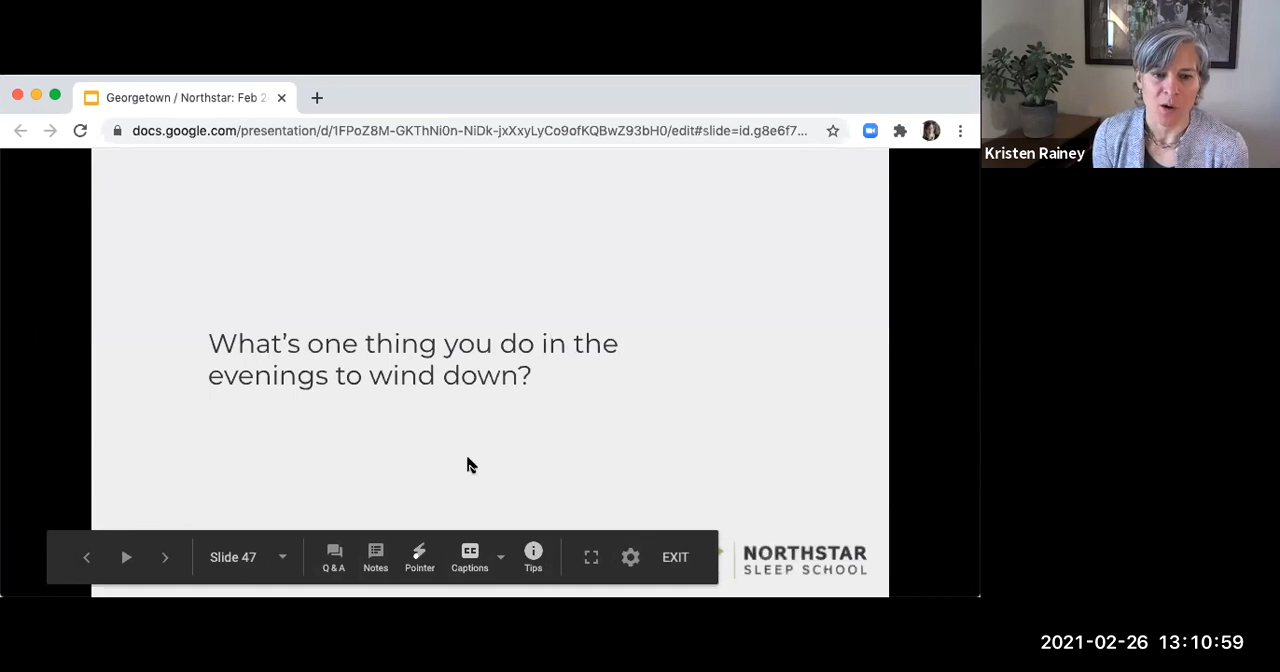 Georgetown / Northstar: Feb 2
docs.google.com/presentation/d/1FPoZ8M-GKThNi0n-NiDk-jxXxyLyCo9ofKQBwZ93bH0/edit#slide=id.g8e6f7...
Kristen Rainey
What's one thing you do in the
evenings to wind down?
Slide 47
Q & A
Notes
Pointer
CC
Captions
Tips
EXIT
NORTHSTAR
SLEEP SCHOOL
2021-02-26 13:10:59